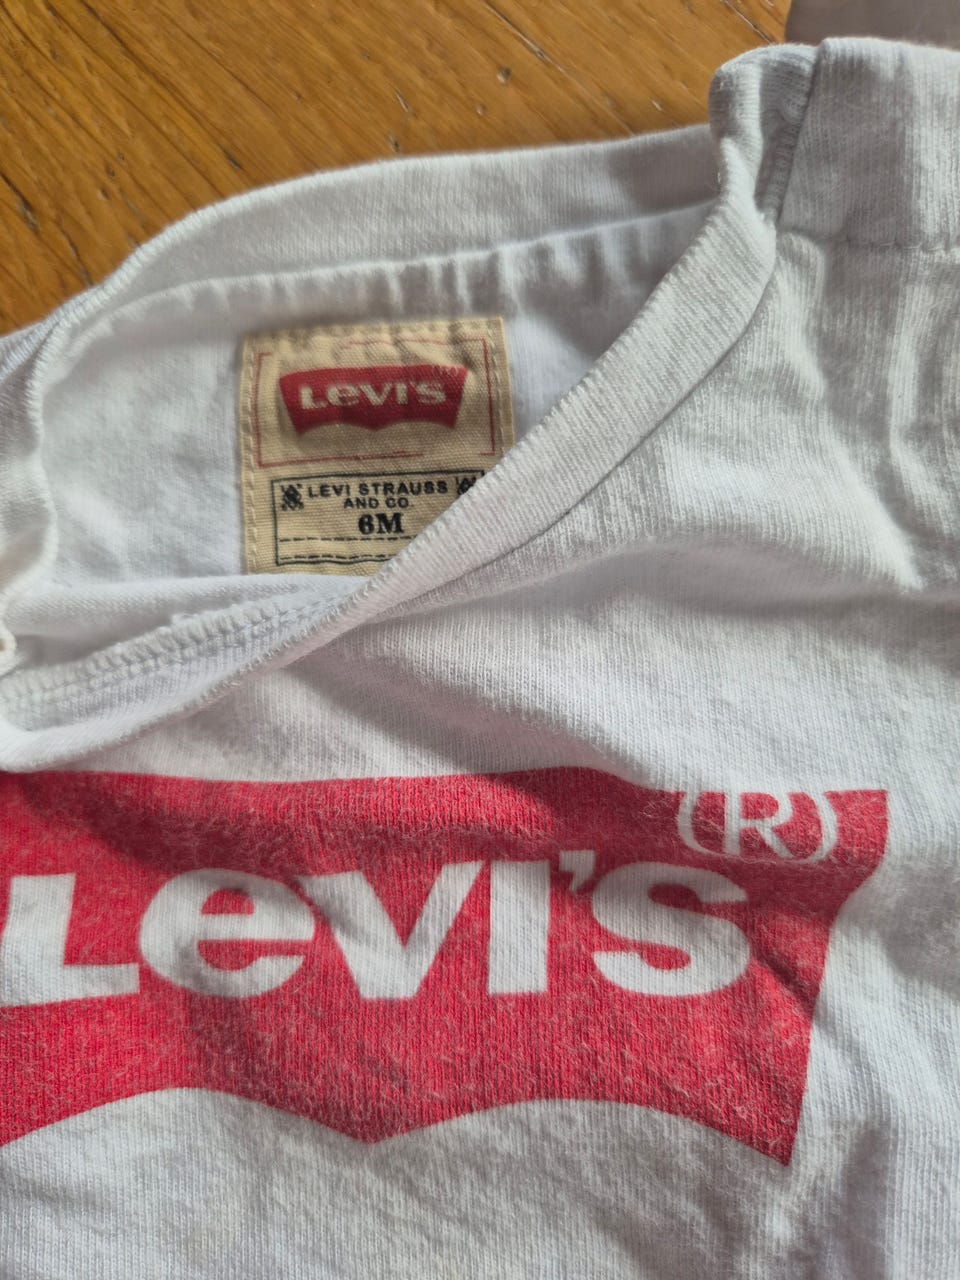 Levi's
LEVI STRAUSS
AND CO.
6M
(R)
Levi's